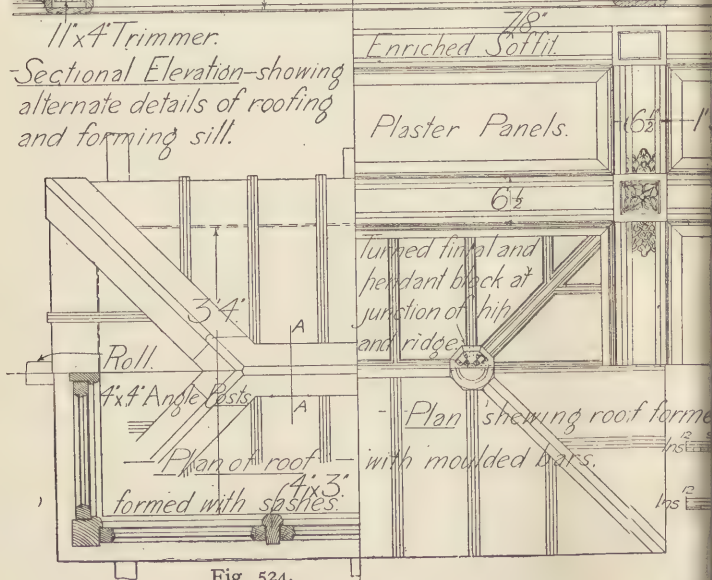 11"x4" Trimmer.
Sectional Elevation-showing
alternate details of roofing
and forming sill.
7/8"
Enriched Soffit.
Plaster Panels.
6½
6½"
Turned finial and
pendant block at
junction of hip
and ridge.
3'4"
A
A
Roll.
4"x4" Angle Posts
Plan of roof
formed with sashes.
4"x3"
Plan shewing roof forme
with moulded bars.
Ins
12
Ins
12
Fig. 524.